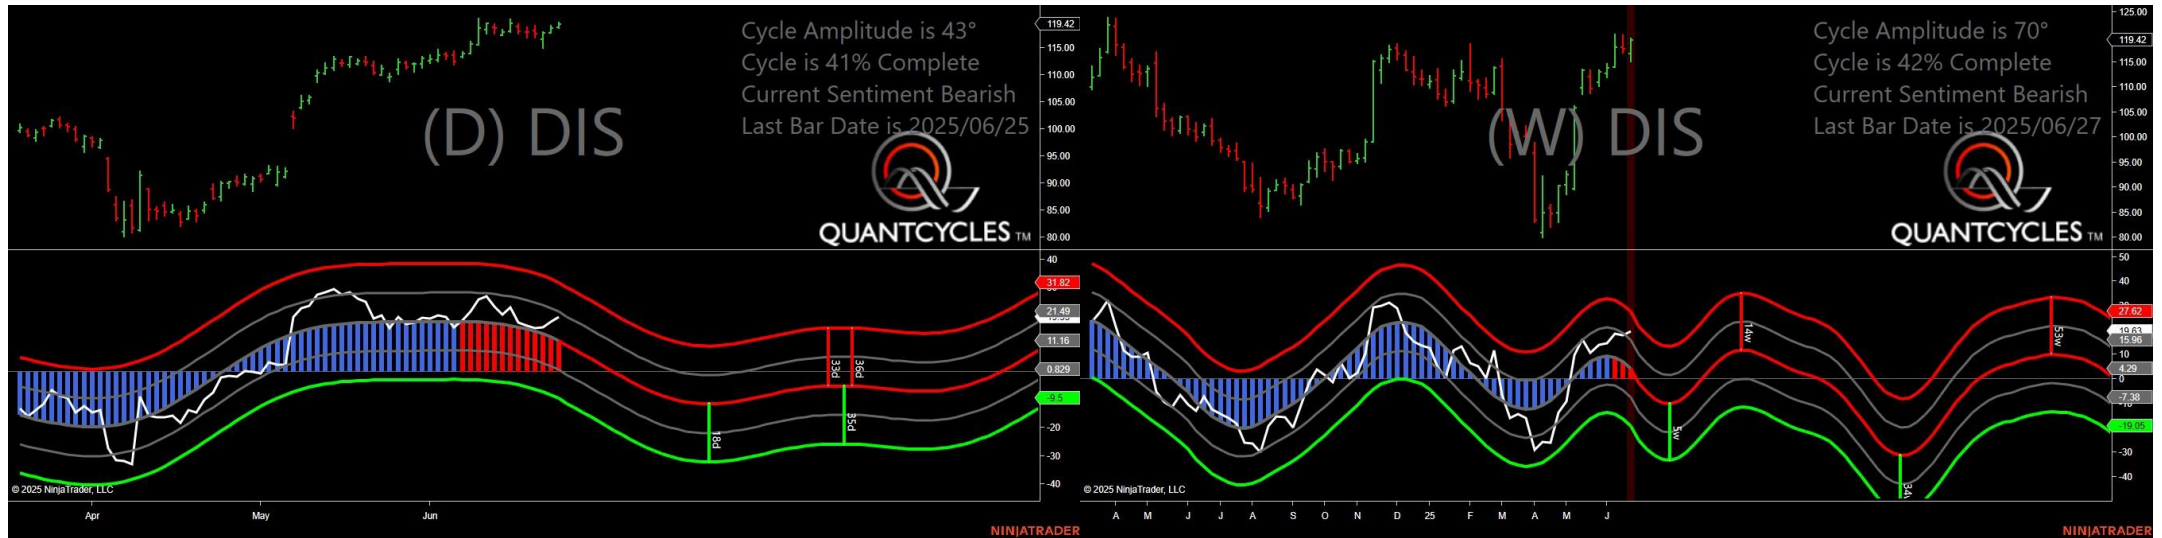 Cycle Amplitude is 43°
Cycle is 41% Complete
Current Sentiment Bearish
Last Bar Date is 2025/06/25
(D) DIS
QUANTCYCLES TM
119.42
115.00
110.00
105.00
100.00
95.00
90.00
85.00
80.00
40
31.82
21.49
11.16
0.829
-9.5
-20
-30
-40
18d
33d
35d
36d
© 2025 NinjaTrader, LLC
Apr May Jun
NINJATRADER
Cycle Amplitude is 70°
Cycle is 42% Complete
Current Sentiment Bearish
Last Bar Date is 2025/06/27
(W) DIS
QUANTCYCLES TM
125.00
119.42
115.00
110.00
105.00
100.00
95.00
90.00
85.00
80.00
50
40
27.62
19.63
15.96
10
4.29
0
-7.38
-19.05
-30
-40
5w
14w
53w
© 2025 NinjaTrader, LLC
A M J J A S O N D 25 F M A M J
NINJATRADER